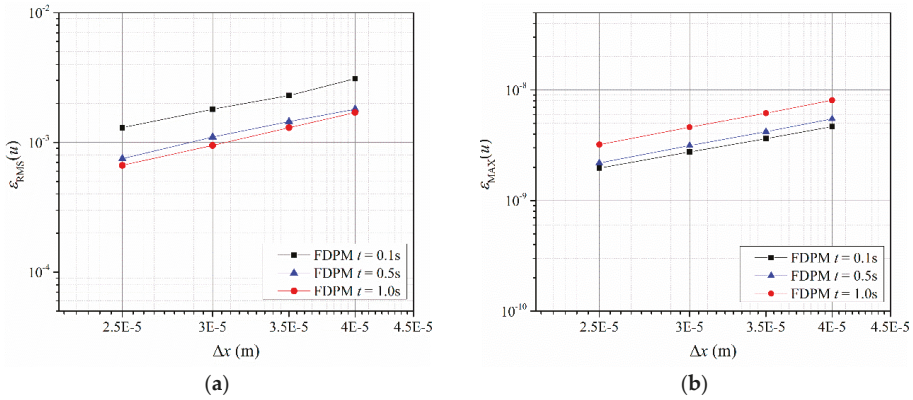 10⁻²
10⁻³
10⁻⁴
ε_RMS(u)
FDPM t = 0.1s
FDPM t = 0.5s
FDPM t = 1.0s
2.5E-5 3E-5 3.5E-5 4E-5 4.5E-5
Δx (m)
(a)
10⁻⁸
10⁻⁹
10⁻¹⁰
ε_MAX(u)
FDPM t = 0.1s
FDPM t = 0.5s
FDPM t = 1.0s
2.5E-5 3E-5 3.5E-5 4E-5 4.5E-5
Δx (m)
(b)